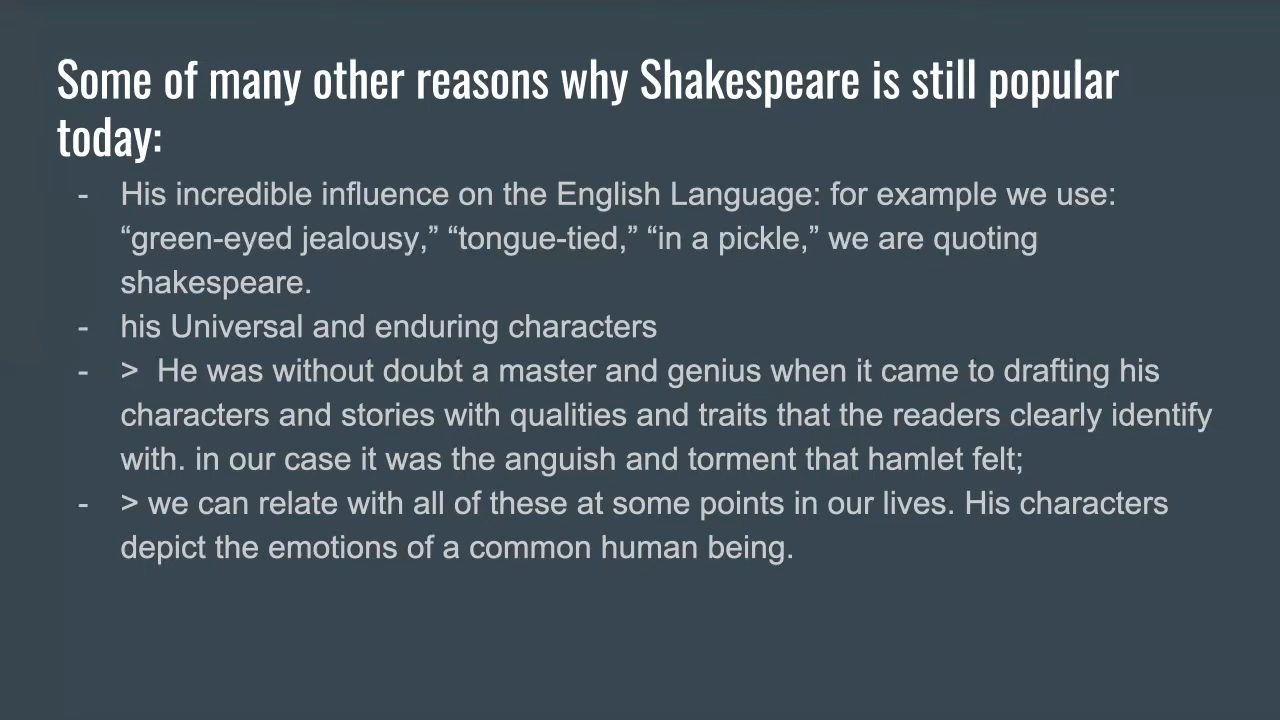 Some of many other reasons why Shakespeare is still popular
today:
- His incredible influence on the English Language: for example we use:
“green-eyed jealousy,” “tongue-tied,” “in a pickle,” we are quoting
shakespeare.
- his Universal and enduring characters
- > He was without doubt a master and genius when it came to drafting his
characters and stories with qualities and traits that the readers clearly identify
with. in our case it was the anguish and torment that hamlet felt;
- > we can relate with all of these at some points in our lives. His characters
depict the emotions of a common human being.